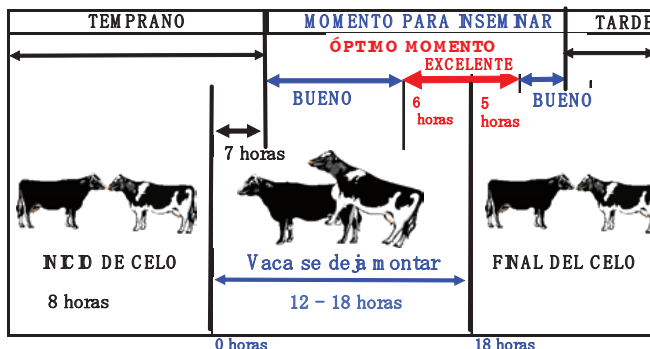 TEMPRANO
MOMENTO PARA INSEMINAR
TARDE
ÓPTIMO MOMENTO
EXCELENTE
BUENO
6
horas
5
horas
BUENO
7 horas
INICIO DE CELO
Vaca se deja montar
FINAL DEL CELO
8 horas
12 – 18 horas
0 horas
18 horas